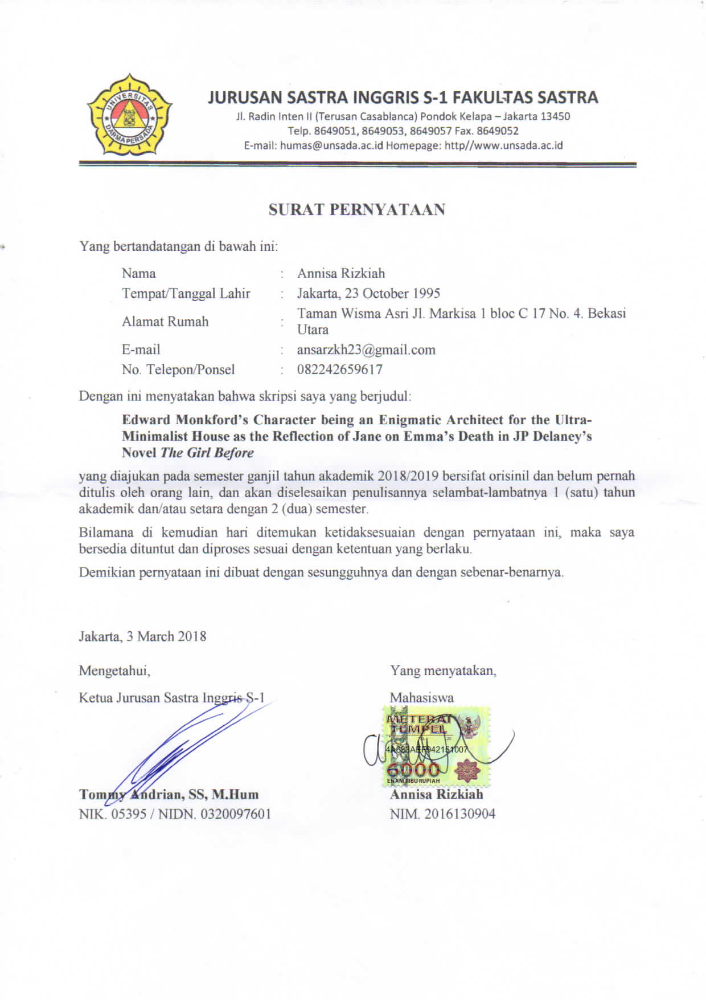 UNIVERSITAS
DARMA PERSADA
JURUSAN SASTRA INGGRIS S-1 FAKULTAS SASTRA
Jl. Radin Inten II (Terusan Casablanca) Pondok Kelapa – Jakarta 13450
Telp. 8649051, 8649053, 8649057 Fax. 8649052
E-mail: humas@unsada.ac.id Homepage: http//www.unsada.ac.id
SURAT PERNYATAAN
Yang bertandatangan di bawah ini:
Nama : Annisa Rizkiah
Tempat/Tanggal Lahir : Jakarta, 23 October 1995
Alamat Rumah : Taman Wisma Asri Jl. Markisa 1 bloc C 17 No. 4. Bekasi
Utara
E-mail : ansarzkh23@gmail.com
No. Telepon/Ponsel : 082242659617
Dengan ini menyatakan bahwa skripsi saya yang berjudul:
Edward Monkford's Character being an Enigmatic Architect for the Ultra-
Minimalist House as the Reflection of Jane on Emma's Death in JP Delaney's
Novel The Girl Before
yang diajukan pada semester ganjil tahun akademik 2018/2019 bersifat orisinil dan belum pernah
ditulis oleh orang lain, dan akan diselesaikan penulisannya selambat-lambatnya 1 (satu) tahun
akademik dan/atau setara dengan 2 (dua) semester.
Bilamana di kemudian hari ditemukan ketidaksesuaian dengan pernyataan ini, maka saya
bersedia dituntut dan diproses sesuai dengan ketentuan yang berlaku.
Demikian pernyataan ini dibuat dengan sesungguhnya dan dengan sebenar-benarnya.
Jakarta, 3 March 2018
Mengetahui, Yang menyatakan,
Ketua Jurusan Sastra Inggris S-1 Mahasiswa
METERAI
TEMPEL
20
4A683AEF942151007
6000
ENAM RIBU RUPIAH
Tommy Andrian, SS, M.Hum Annisa Rizkiah
NIK. 05395 / NIDN. 0320097601 NIM. 2016130904